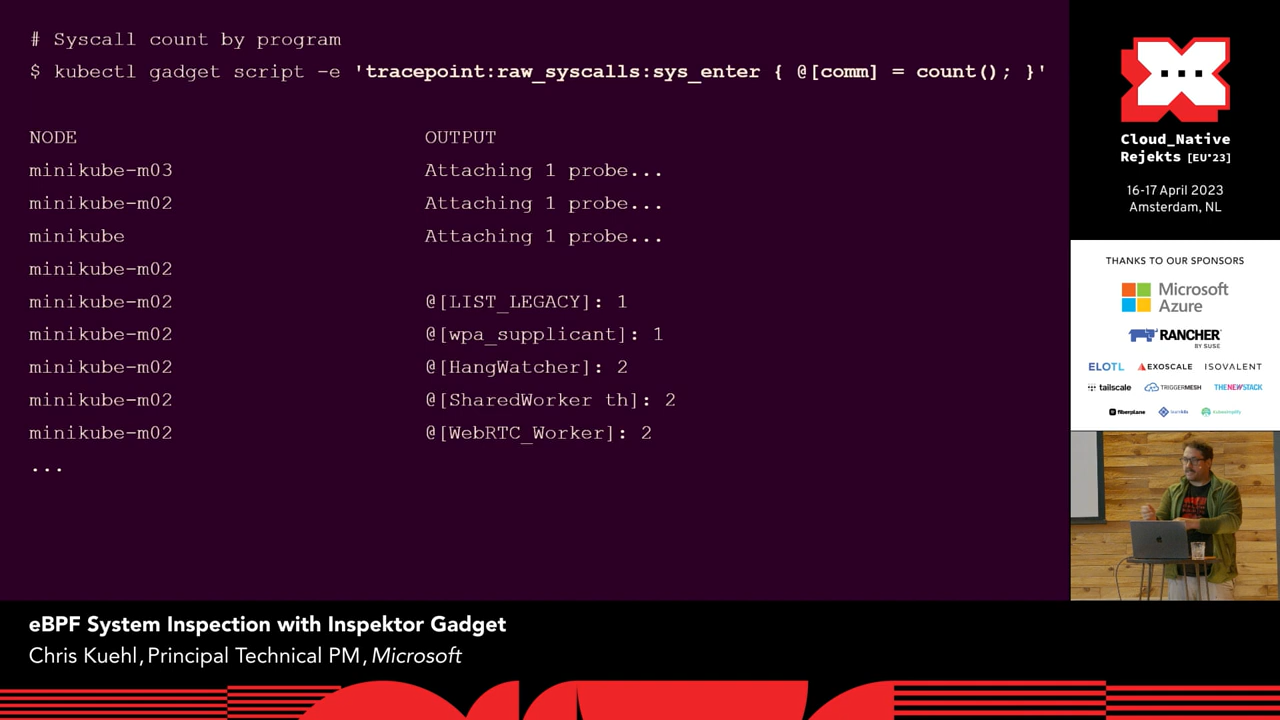 # Syscall count by program
$ kubectl gadget script -e 'tracepoint:raw_syscalls:sys_enter { @[comm] = count(); }'
NODE OUTPUT
minikube-m03 Attaching 1 probe...
minikube-m02 Attaching 1 probe...
minikube Attaching 1 probe...
minikube-m02
minikube-m02 @[LIST_LEGACY]: 1
minikube-m02 @[wpa_supplicant]: 1
minikube-m02 @[HangWatcher]: 2
minikube-m02 @[SharedWorker th]: 2
minikube-m02 @[WebRTC_Worker]: 2
...
Cloud_Native
Rejekts [EU'23]
16-17 April 2023
Amsterdam, NL
THANKS TO OUR SPONSORS
Microsoft
Azure
RANCHER
BY SUSE
ELOTL EXOSCALE ISOVALENT
tailscale TRIGGERMESH THENEWSTACK
fiberplane
eBPF System Inspection with Inspektor Gadget
Chris Kuehl, Principal Technical PM, Microsoft